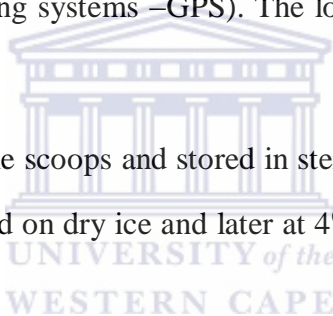 ng systems –GPS). The lo
e scoops and stored in ste
d on dry ice and later at 4
UNIVERSITY of the
WESTERN CAPE